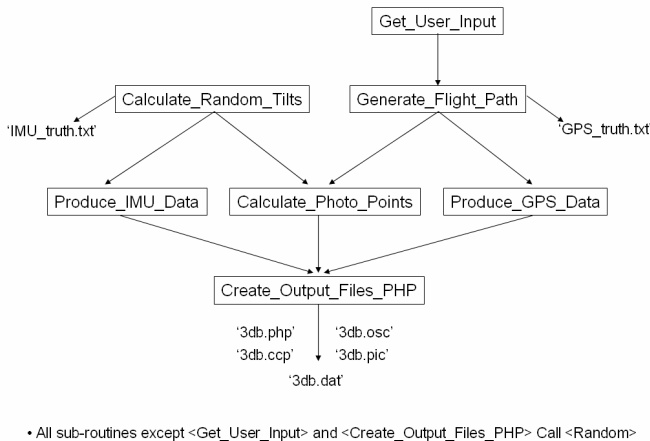 Get_User_Input
Calculate_Random_Tilts
Generate_Flight_Path
‘IMU_truth.txt’
‘GPS_truth.txt’
Produce_IMU_Data
Calculate_Photo_Points
Produce_GPS_Data
Create_Output_Files_PHP
‘3db.php’
‘3db.osc’
‘3db.ccp’
‘3db.pic’
‘3db.dat’
• All sub-routines except <Get_User_Input> and <Create_Output_Files_PHP> Call <Random>